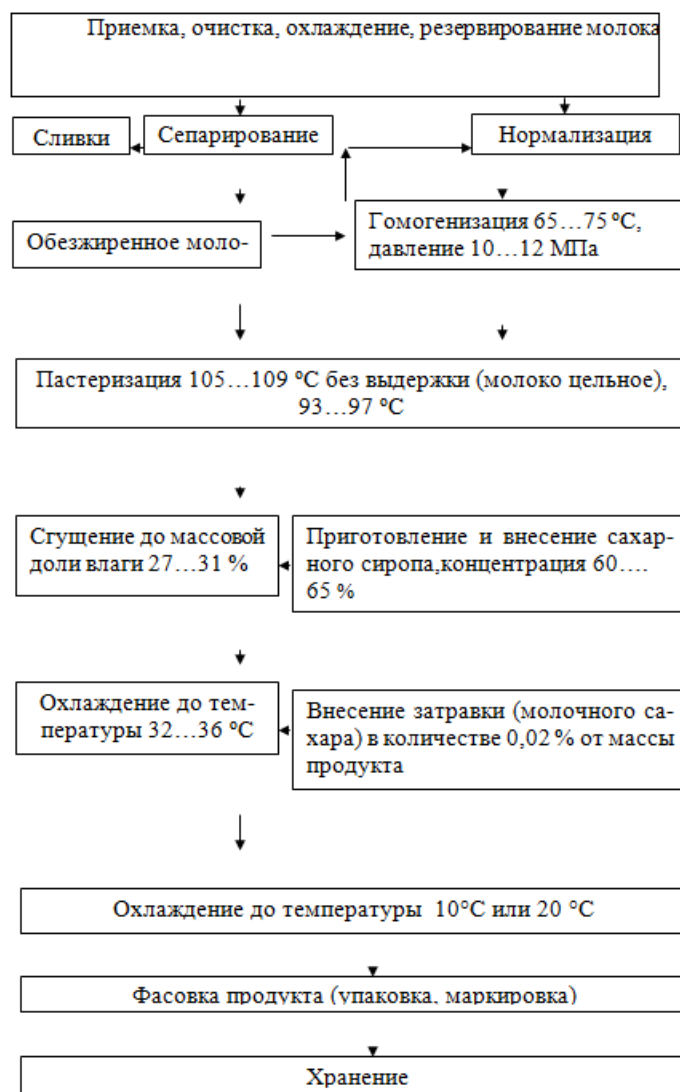 Приемка, очистка, охлаждение, резервирование молока
Сливки
Сепарирование
Нормализация
Обезжиренное моло-
Гомогенизация 65…75 ºС,
давление 10…12 МПа
Пастеризация 105…109 ºС без выдержки (молоко цельное),
93…97 ºС
Сгущение до массовой
доли влаги 27…31 %
Приготовление и внесение сахар-
ного сиропа,концентрация 60….
65 %
Охлаждение до тем-
пературы 32…36 ºС
Внесение затравки (молочного са-
хара) в количестве 0,02 % от массы
продукта
Охлаждение до температуры 10°С или 20 °С
Фасовка продукта (упаковка, маркировка)
Хранение